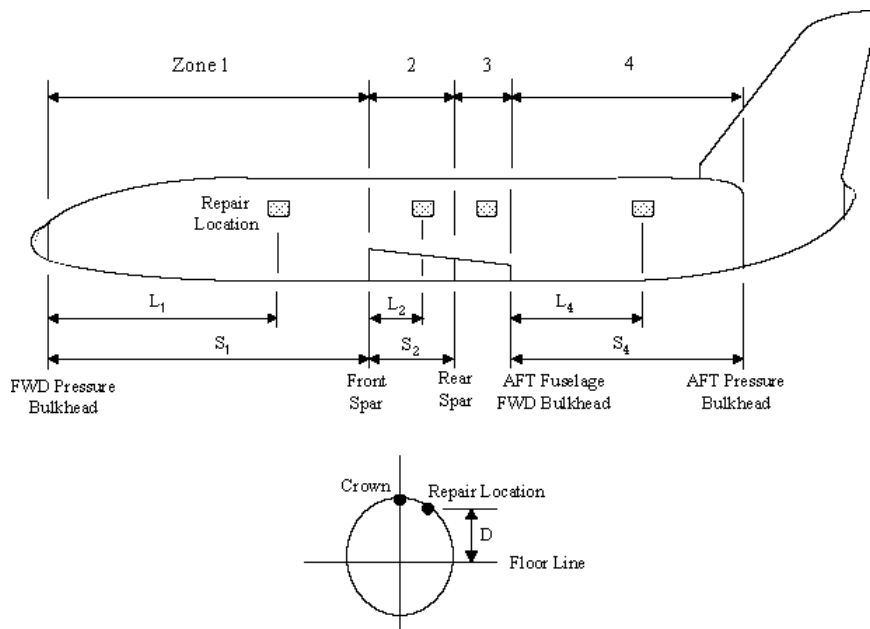 Zone 1
2
3
4
Repair
Location
L1
L2
L4
S1
S2
S4
FWD Pressure
Bulkhead
Front
Spar
Rear
Spar
AFT Fuselage
FWD Bulkhead
AFT Pressure
Bulkhead
Crown
Repair Location
D
Floor Line